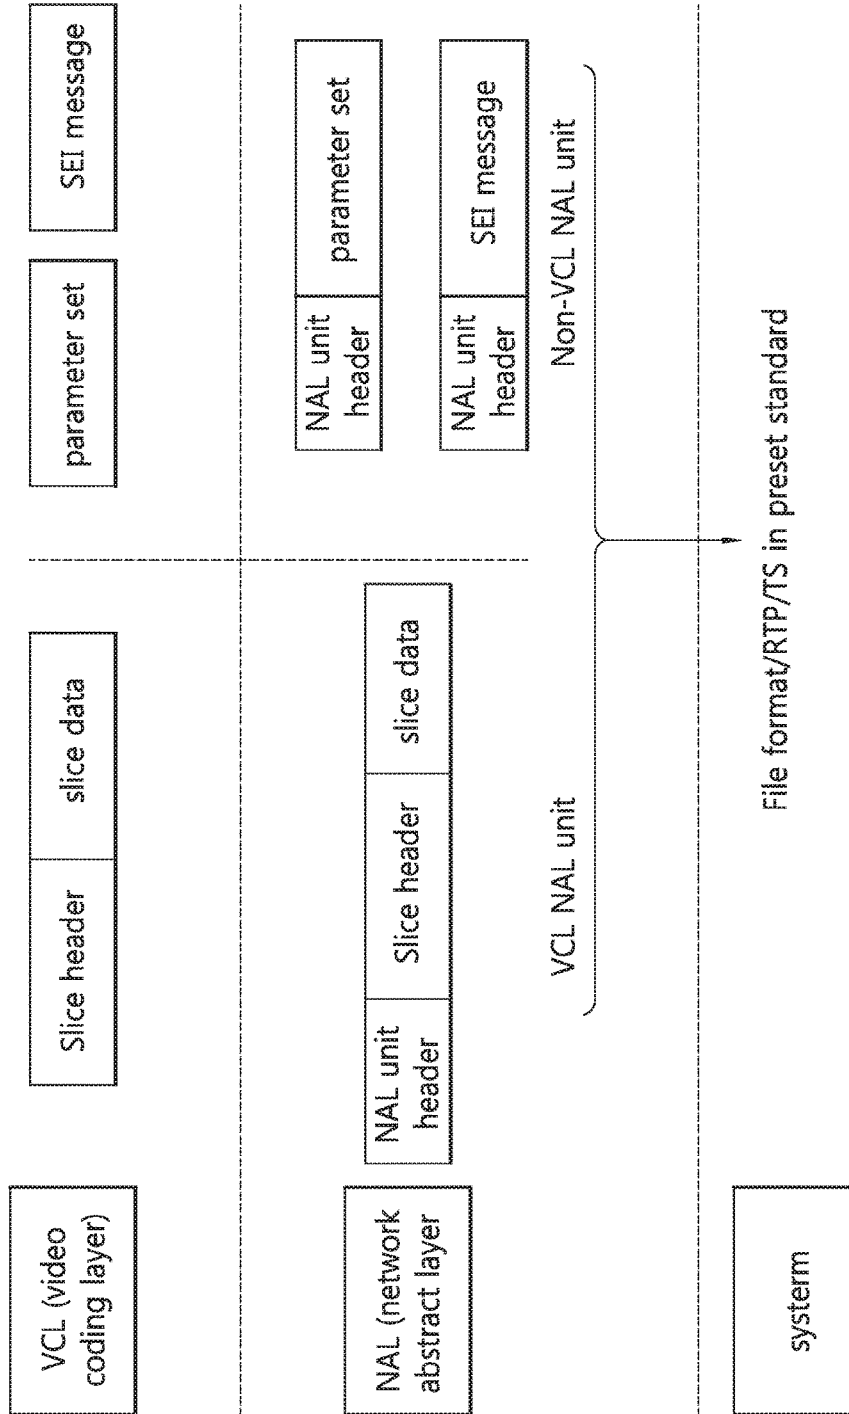 VCL (video
coding layer)
Slice header
slice data
parameter set
SEI message
NAL (network
abstract layer
NAL unit
header
Slice header
slice data
NAL unit
header
parameter set
NAL unit
header
SEI message
VCL NAL unit
Non-VCL NAL unit
systerm
File format/RTP/TS in preset standard